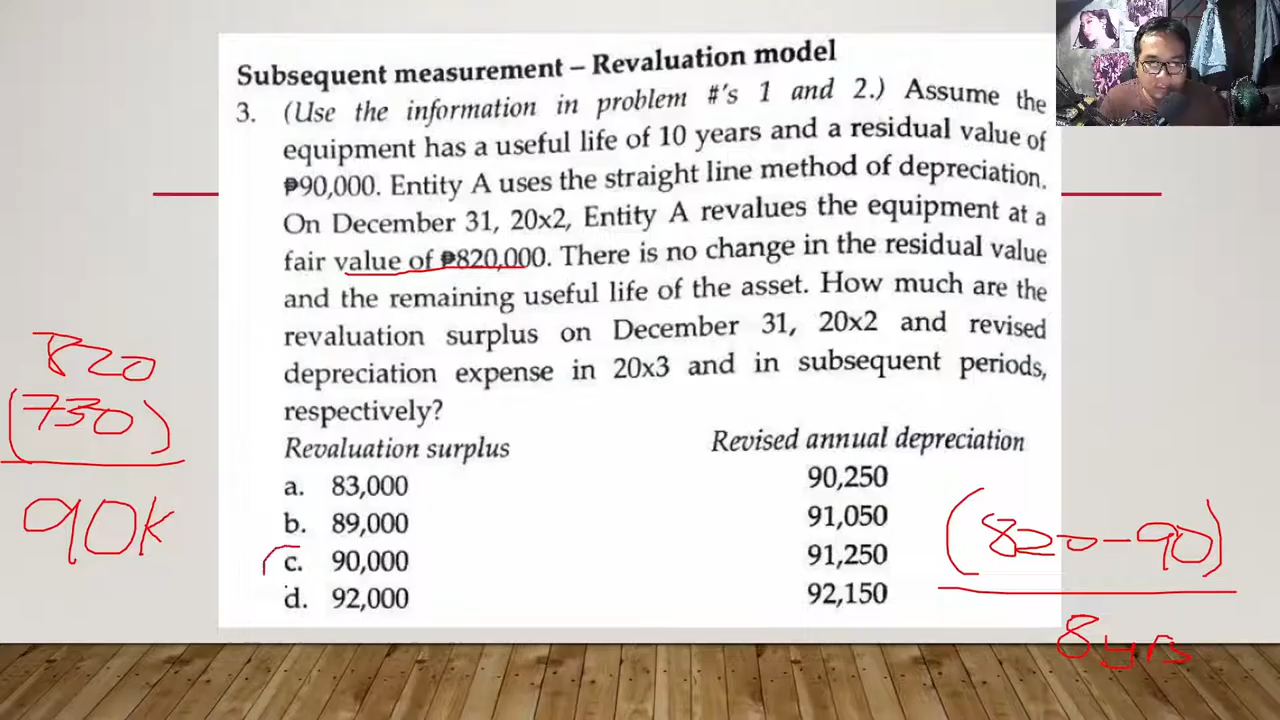 Subsequent measurement – Revaluation model
3. (Use the information in problem #'s 1 and 2.) Assume the
equipment has a useful life of 10 years and a residual value of
₱90,000. Entity A uses the straight line method of depreciation.
On December 31, 20x2, Entity A revalues the equipment at a
fair value of ₱820,000. There is no change in the residual value
and the remaining useful life of the asset. How much are the
revaluation surplus on December 31, 20x2 and revised
depreciation expense in 20x3 and in subsequent periods,
respectively?
Revaluation surplus Revised annual depreciation
a. 83,000 90,250
b. 89,000 91,050
c. 90,000 91,250
d. 92,000 92,150
820
(730)
90k
(820-90)
8yrs